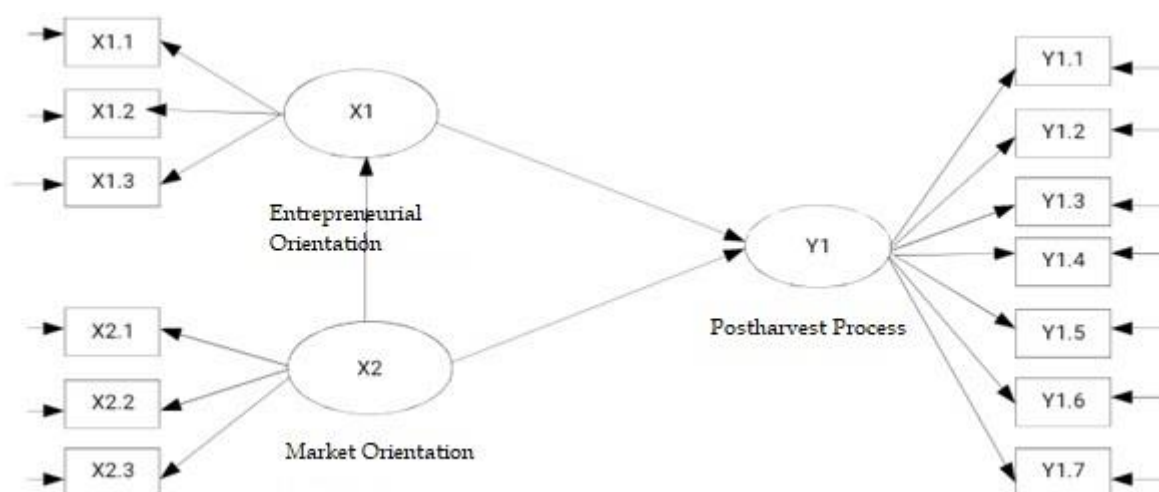 X1.1
X1.2
X1.3
X1
Entrepreneurial
Orientation
X2.1
X2.2
X2.3
X2
Market Orientation
Y1
Postharvest Process
Y1.1
Y1.2
Y1.3
Y1.4
Y1.5
Y1.6
Y1.7